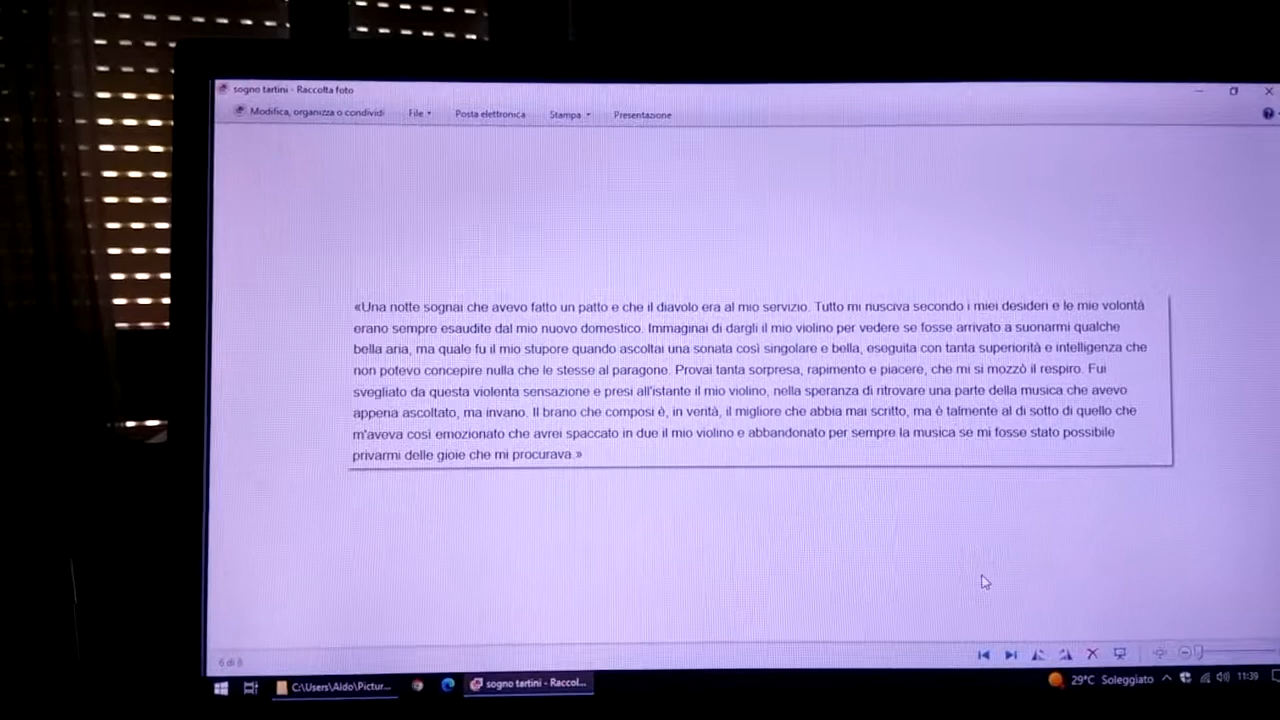 sogno tartini - Raccolta foto
Modifica, organizza o condividi File Posta elettronica Stampa Presentazione
«Una notte sognai che avevo fatto un patto e che il diavolo era al mio servizio. Tutto mi riusciva secondo i miei desideri e le mie volontà
erano sempre esaudite dal mio nuovo domestico. Immaginai di dargli il mio violino per vedere se fosse arrivato a suonarmi qualche
bella aria, ma quale fu il mio stupore quando ascoltai una sonata così singolare e bella, eseguita con tanta superiorità e intelligenza che
non potevo concepire nulla che le stesse al paragone. Provai tanta sorpresa, rapimento e piacere, che mi si mozzò il respiro. Fui
svegliato da questa violenta sensazione e presi all'istante il mio violino, nella speranza di ritrovare una parte della musica che avevo
appena ascoltato, ma invano. Il brano che composi è, in verità, il migliore che abbia mai scritto, ma è talmente al di sotto di quello che
m'aveva così emozionato che avrei spaccato in due il mio violino e abbandonato per sempre la musica se mi fosse stato possibile
privarmi delle gioie che mi procurava.»
6 di 8
C:\Users\Aldo\Pictur... sogno tartini - Raccol... 29°C Soleggiato 11:39